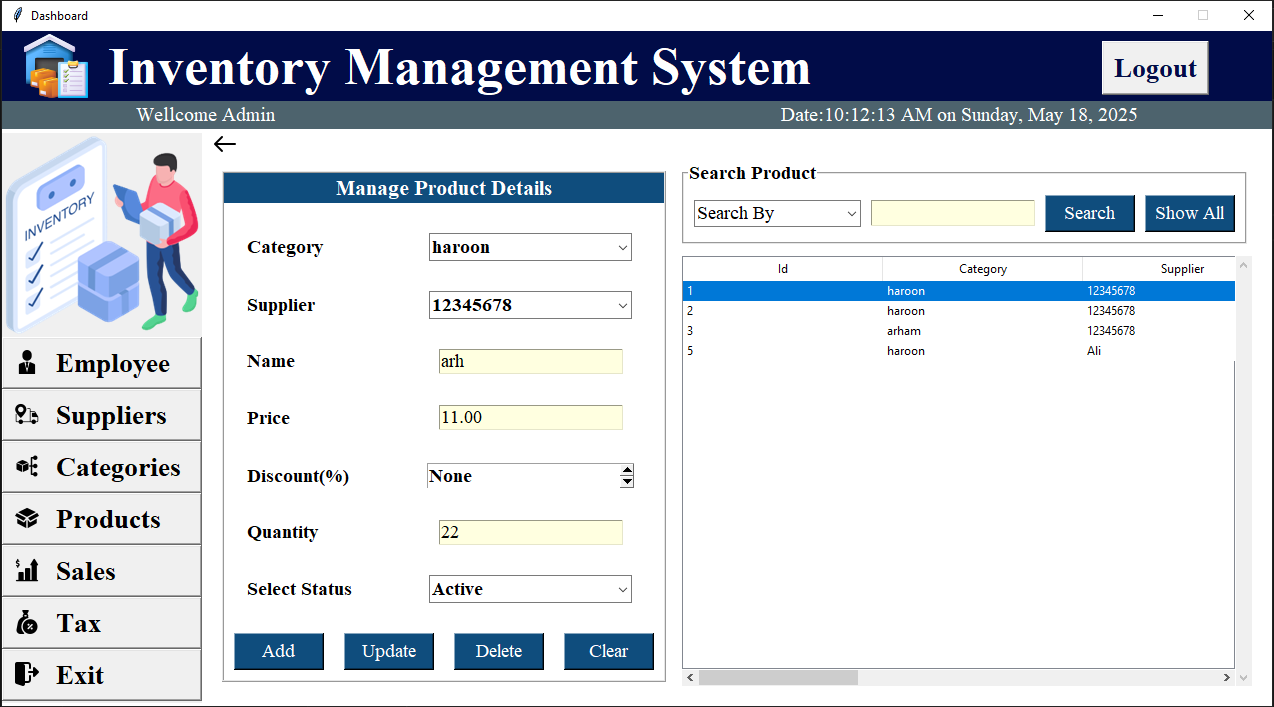 Dashboard
Inventory Management System
Logout
Wellcome Admin
Date:10:12:13 AM on Sunday, May 18, 2025
INVENTORY
Employee
Suppliers
Categories
Products
Sales
Tax
Exit
Manage Product Details
Category haroon
Supplier 12345678
Name arh
Price 11.00
Discount(%) None
Quantity 22
Select Status Active
Add Update Delete Clear
Search Product
Search By Search Show All
Id Category Supplier
1 haroon 12345678
2 haroon 12345678
3 arham 12345678
5 haroon Ali